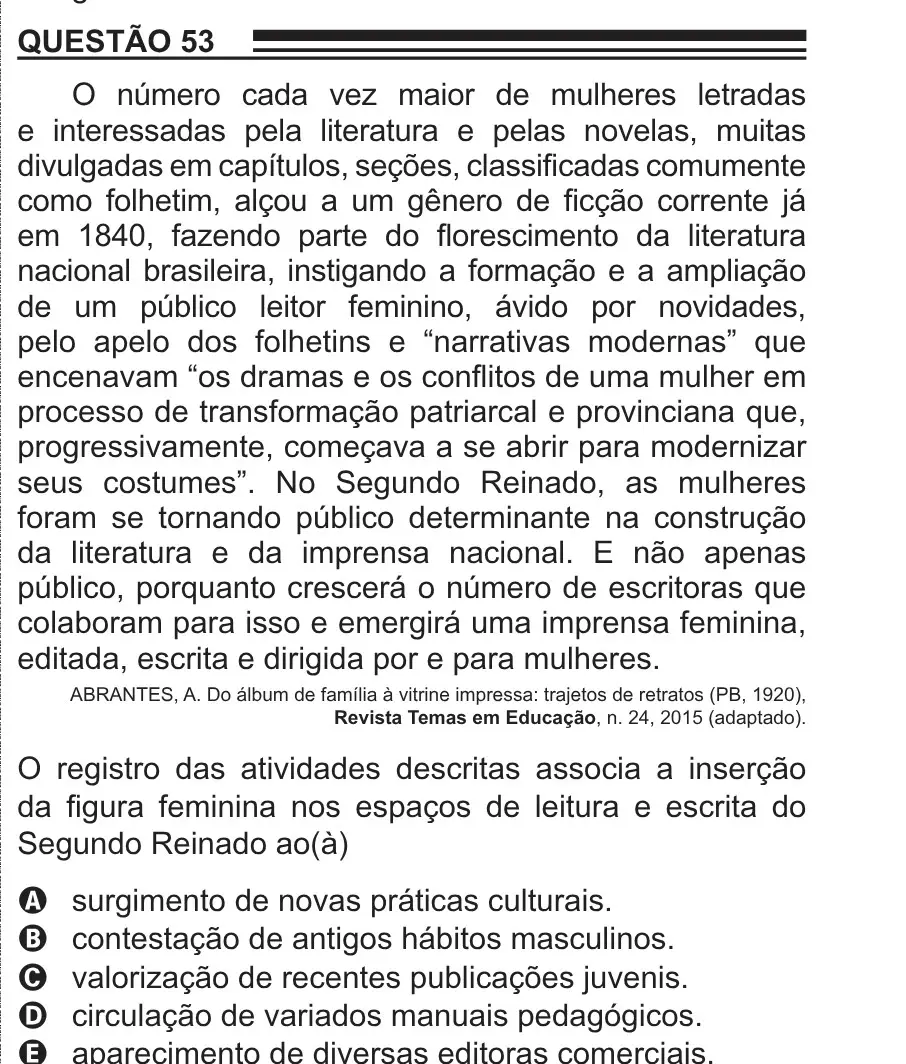 QUESTÃO 53
O número cada vez maior de mulheres letradas
e interessadas pela literatura e pelas novelas, muitas
divulgadas em capítulos, seções, classificadas comumente
como folhetim, alçou a um gênero de ficção corrente já
em 1840, fazendo parte do florescimento da literatura
nacional brasileira, instigando a formação e a ampliação
de um público leitor feminino, ávido por novidades,
pelo apelo dos folhetins e “narrativas modernas” que
encenavam “os dramas e os conflitos de uma mulher em
processo de transformação patriarcal e provinciana que,
progressivamente, começava a se abrir para modernizar
seus costumes”. No Segundo Reinado, as mulheres
foram se tornando público determinante na construção
da literatura e da imprensa nacional. E não apenas
público, porquanto crescerá o número de escritoras que
colaboram para isso e emergirá uma imprensa feminina,
editada, escrita e dirigida por e para mulheres.
ABRANTES, A. Do álbum de família à vitrine impressa: trajetos de retratos (PB, 1920),
Revista Temas em Educação, n. 24, 2015 (adaptado).
O registro das atividades descritas associa a inserção
da figura feminina nos espaços de leitura e escrita do
Segundo Reinado ao(à)
A surgimento de novas práticas culturais.
B contestação de antigos hábitos masculinos.
C valorização de recentes publicações juvenis.
D circulação de variados manuais pedagógicos.
E aparecimento de diversas editoras comerciais.